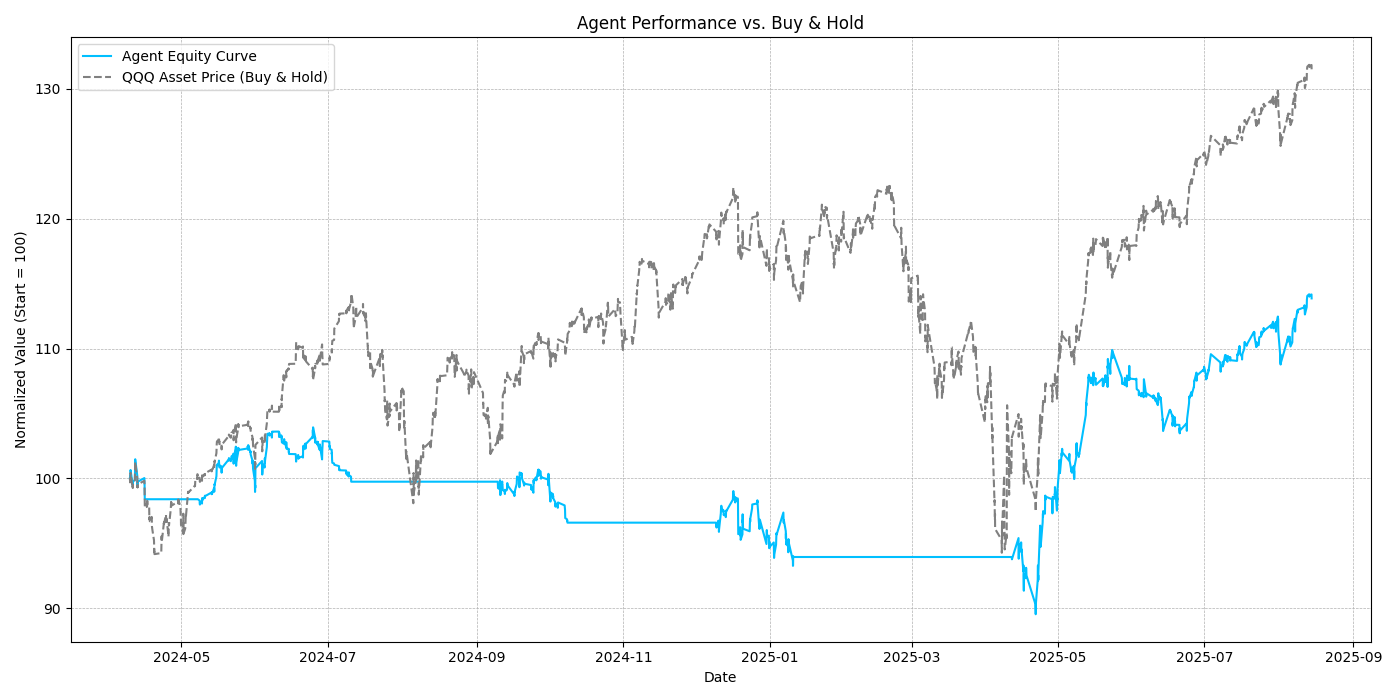 Agent Performance vs. Buy & Hold
Agent Equity Curve
QQQ Asset Price (Buy & Hold)
Normalized Value (Start = 100)
130
120
110
100
90
2024-05
2024-07
2024-09
2024-11
2025-01
2025-03
2025-05
2025-07
2025-09
Date